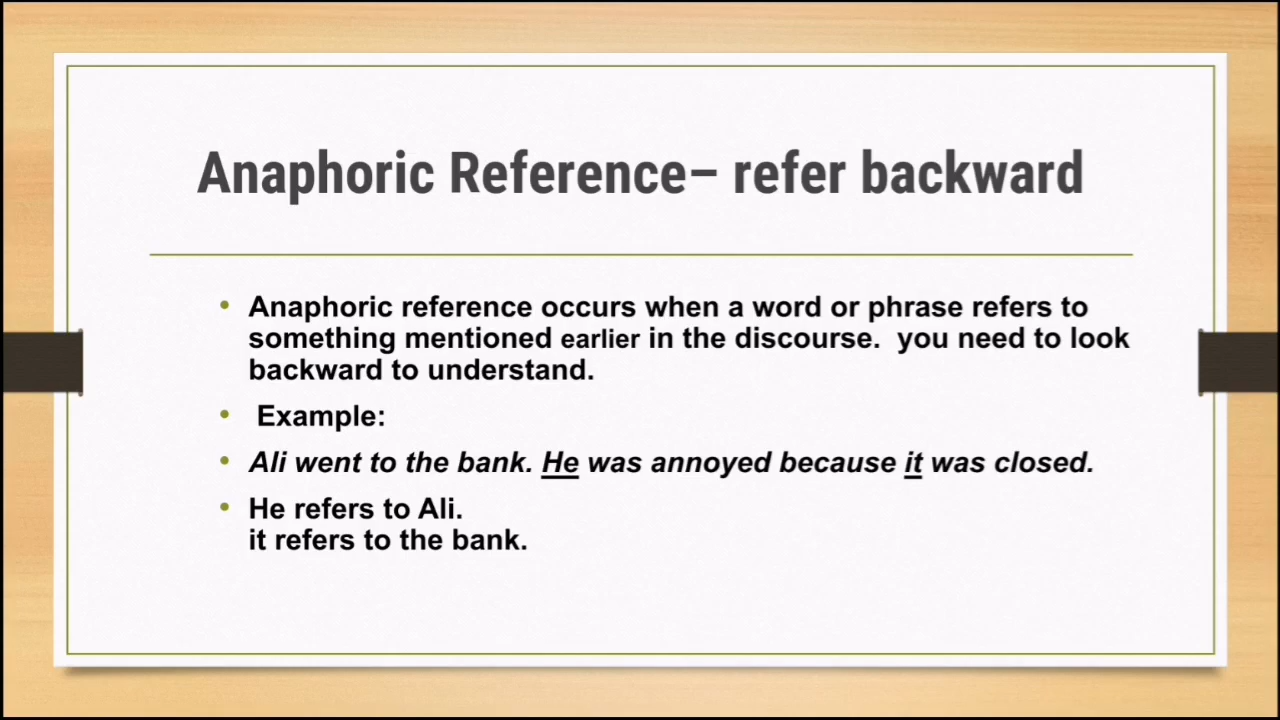 Anaphoric Reference– refer backward
• Anaphoric reference occurs when a word or phrase refers to
something mentioned earlier in the discourse.  you need to look
backward to understand.
• Example:
• Ali went to the bank. He was annoyed because it was closed.
• He refers to Ali.
it refers to the bank.